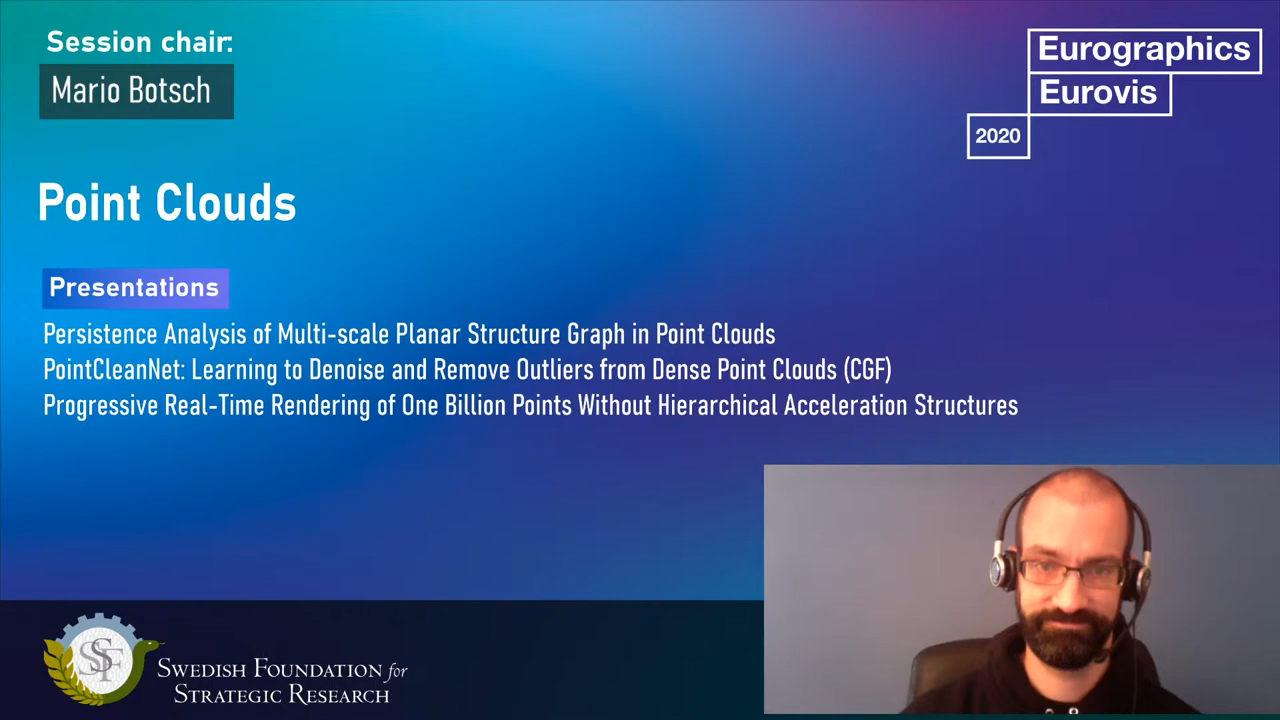 Session chair:
Mario Botsch
Eurographics
Eurovis
2020
Point Clouds
Presentations
Persistence Analysis of Multi-scale Planar Structure Graph in Point Clouds
PointCleanNet: Learning to Denoise and Remove Outliers from Dense Point Clouds (CGF)
Progressive Real-Time Rendering of One Billion Points Without Hierarchical Acceleration Structures
SSF
SWEDISH FOUNDATION for
STRATEGIC RESEARCH